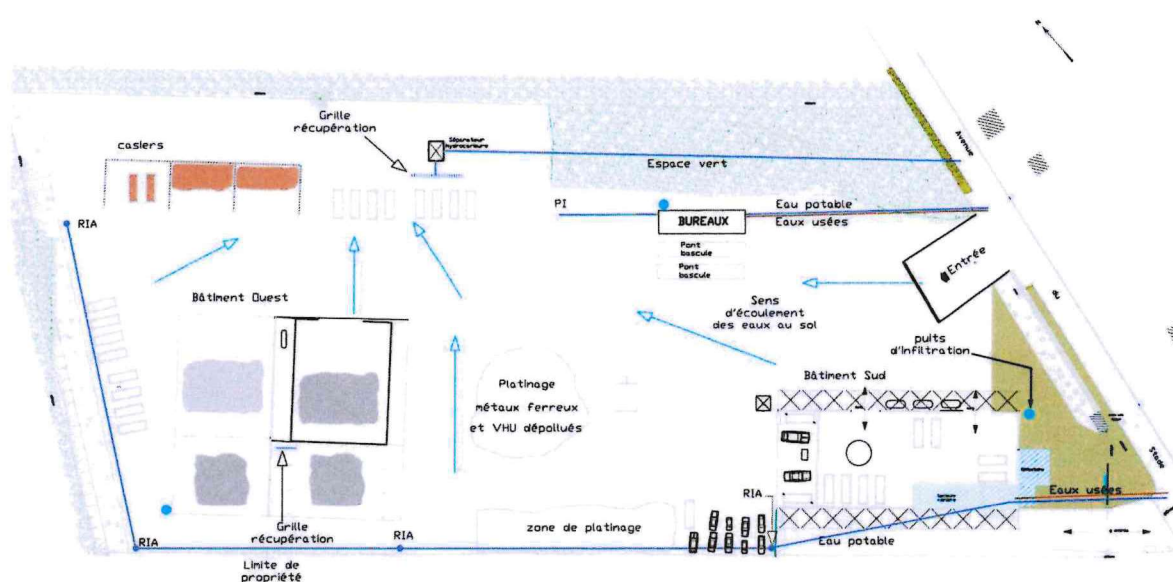 N
Avenue
Grille
récupération
Séparateur
hydrocarbure
casiers
Espace vert
RIA
PI
Eau potable
BUREAUX
Eaux usées
Pont
bascule
Pont
bascule
Entrée
Bâtiment Ouest
Sens
d'écoulement
des eaux au sol
puits
d'infiltration
Bâtiment Sud
Platinage
métaux ferreux
et VHU dépollués
Stade
RIA
Eaux usées
zone de platinage
Grille
récupération
RIA
RIA
Eau potable
Limite de
propriété